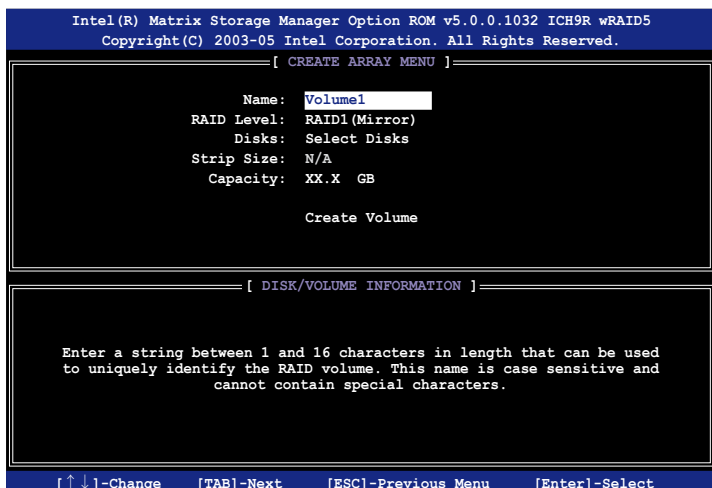 Intel(R) Matrix Storage Manager Option ROM v5.0.0.1032 ICH9R wRAID5
Copyright(C) 2003-05 Intel Corporation. All Rights Reserved.
[ CREATE ARRAY MENU ]
Name: Volume1
RAID Level: RAID1(Mirror)
Disks: Select Disks
Strip Size: N/A
Capacity: XX.X GB
Create Volume
[ DISK/VOLUME INFORMATION ]
Enter a string between 1 and 16 characters in length that can be used
to uniquely identify the RAID volume. This name is case sensitive and
cannot contain special characters.
[↑↓]-Change [TAB]-Next [ESC]-Previous Menu [Enter]-Select